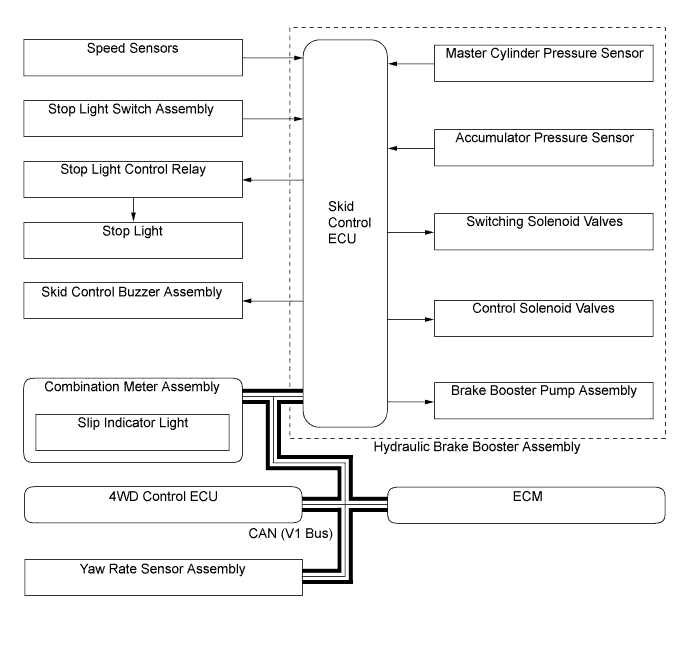 Speed Sensors
Master Cylinder Pressure Sensor
Stop Light Switch Assembly
Accumulator Pressure Sensor
Stop Light Control Relay
Skid
Control
ECU
Switching Solenoid Valves
Stop Light
Skid Control Buzzer Assembly
Control Solenoid Valves
Combination Meter Assembly
Brake Booster Pump Assembly
Slip Indicator Light
Hydraulic Brake Booster Assembly
4WD Control ECU
ECM
CAN (V1 Bus)
Yaw Rate Sensor Assembly